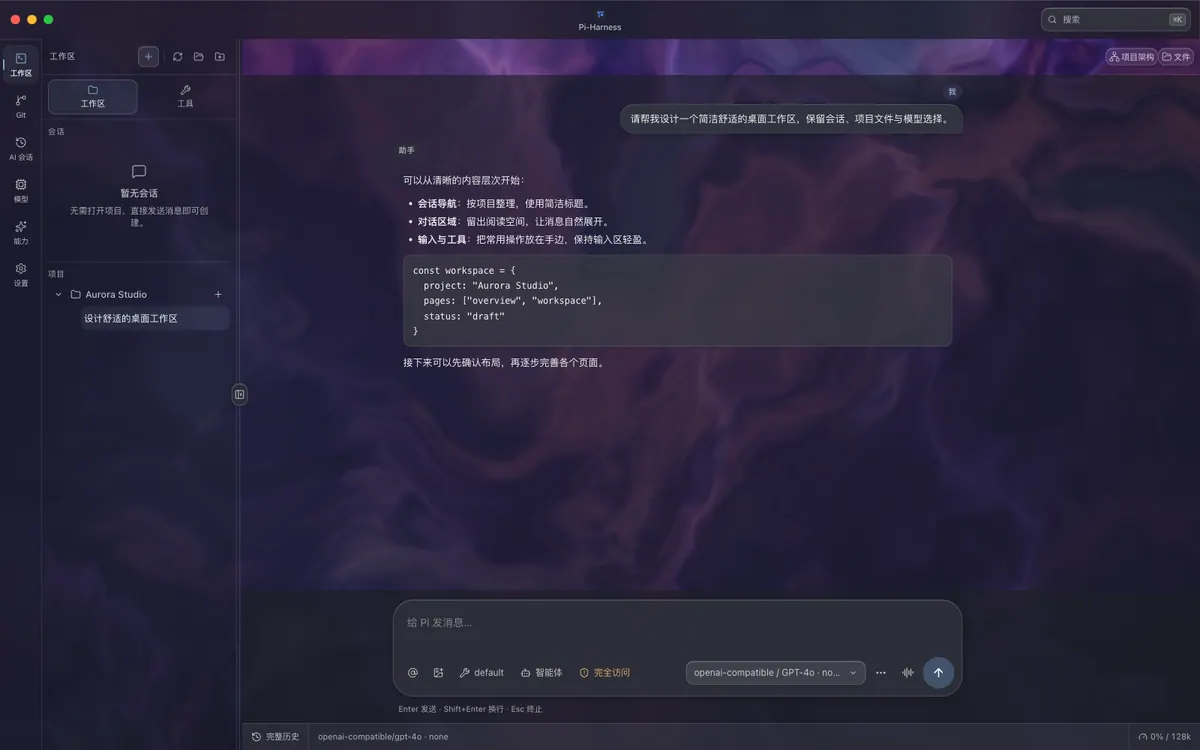 Pi-Harness
搜索
⌘K
工作区
Git
AI 会话
模型
能力
设置
工作区
工作区
工具
会话
暂无会话
无需打开项目，直接发送消息即可创
建。
项目
Aurora Studio
设计舒适的桌面工作区
项目架构
文件
我
请帮我设计一个简洁舒适的桌面工作区，保留会话、项目文件与模型选择。
助手
可以从清晰的内容层次开始：
• 会话导航：按项目整理，使用简洁标题。
• 对话区域：留出阅读空间，让消息自然展开。
• 输入与工具：把常用操作放在手边，保持输入区轻盈。
const workspace = {
  project: "Aurora Studio",
  pages: ["overview", "workspace"],
  status: "draft"
}
接下来可以先确认布局，再逐步完善各个页面。
给 Pi 发消息...
default
智能体
完全访问
openai-compatible / GPT-4o · no...
Enter 发送 · Shift+Enter 换行 · Esc 终止
完整历史
openai-compatible/gpt-4o · none
0% / 128k